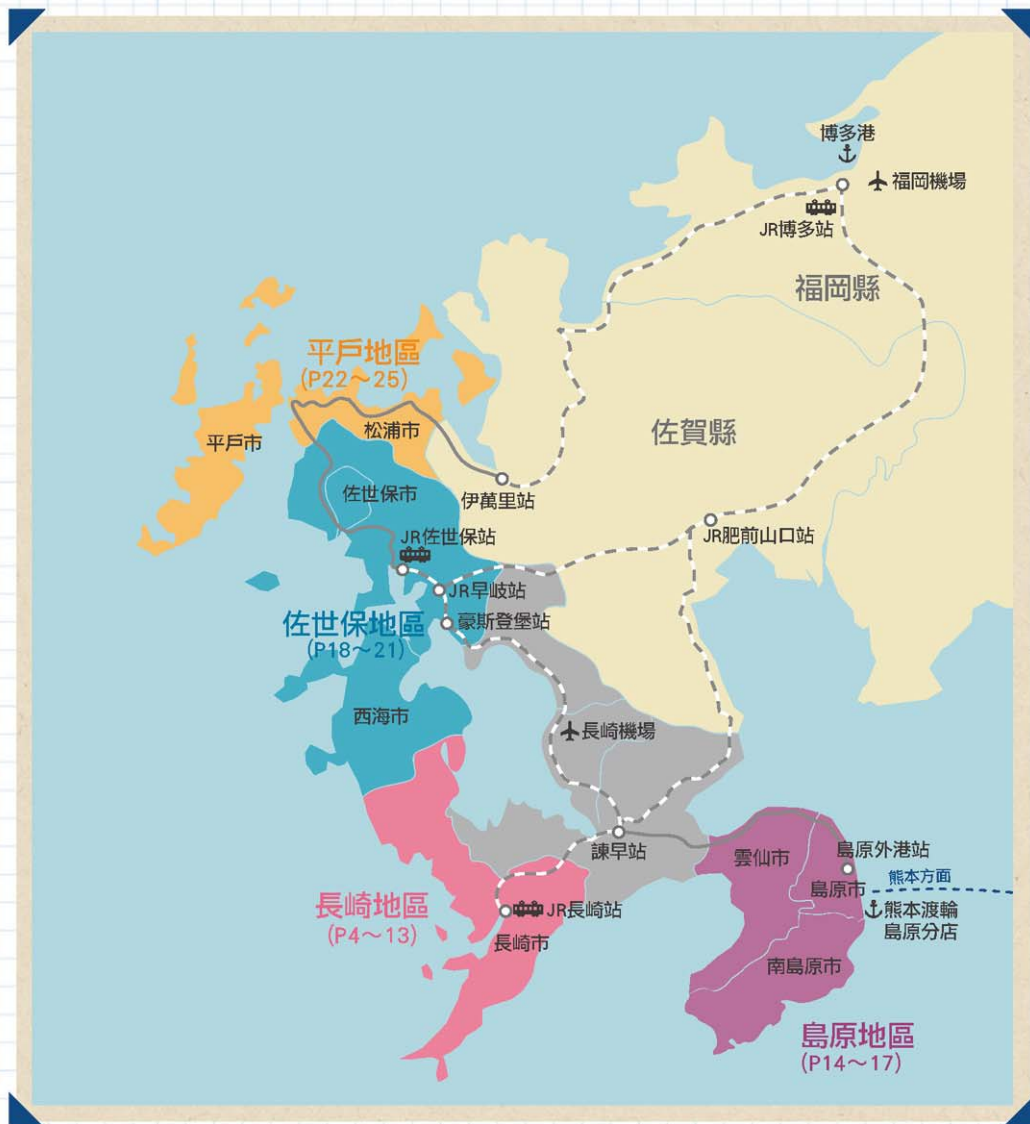 博多港
福岡機場
JR博多站
福岡縣
平戶地區
(P22～25)
佐賀縣
松浦市
平戶市
伊萬里站
佐世保市
JR肥前山口站
JR佐世保站
JR早岐站
佐世保地區
(P18～21)
豪斯登堡站
西海市
長崎機場
諫早站
雲仙市
島原外港站
熊本方面
島原市
長崎地區
(P4～13)
JR長崎站
熊本渡輪
島原分店
長崎市
南島原市
島原地區
(P14～17)